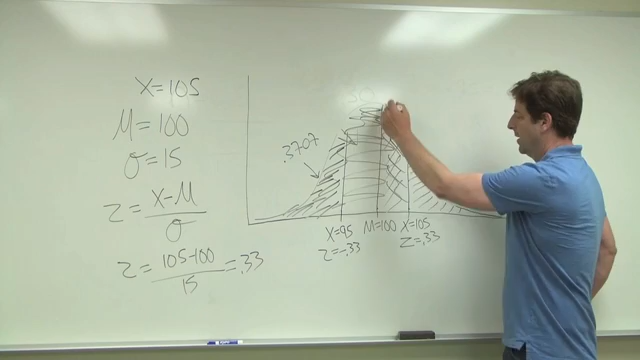 X=105
M=100
σ=15
z=X-M/σ
z=105-100/15=.33
.3707
X=95 M=100 X=105
z=-.33 z=.33